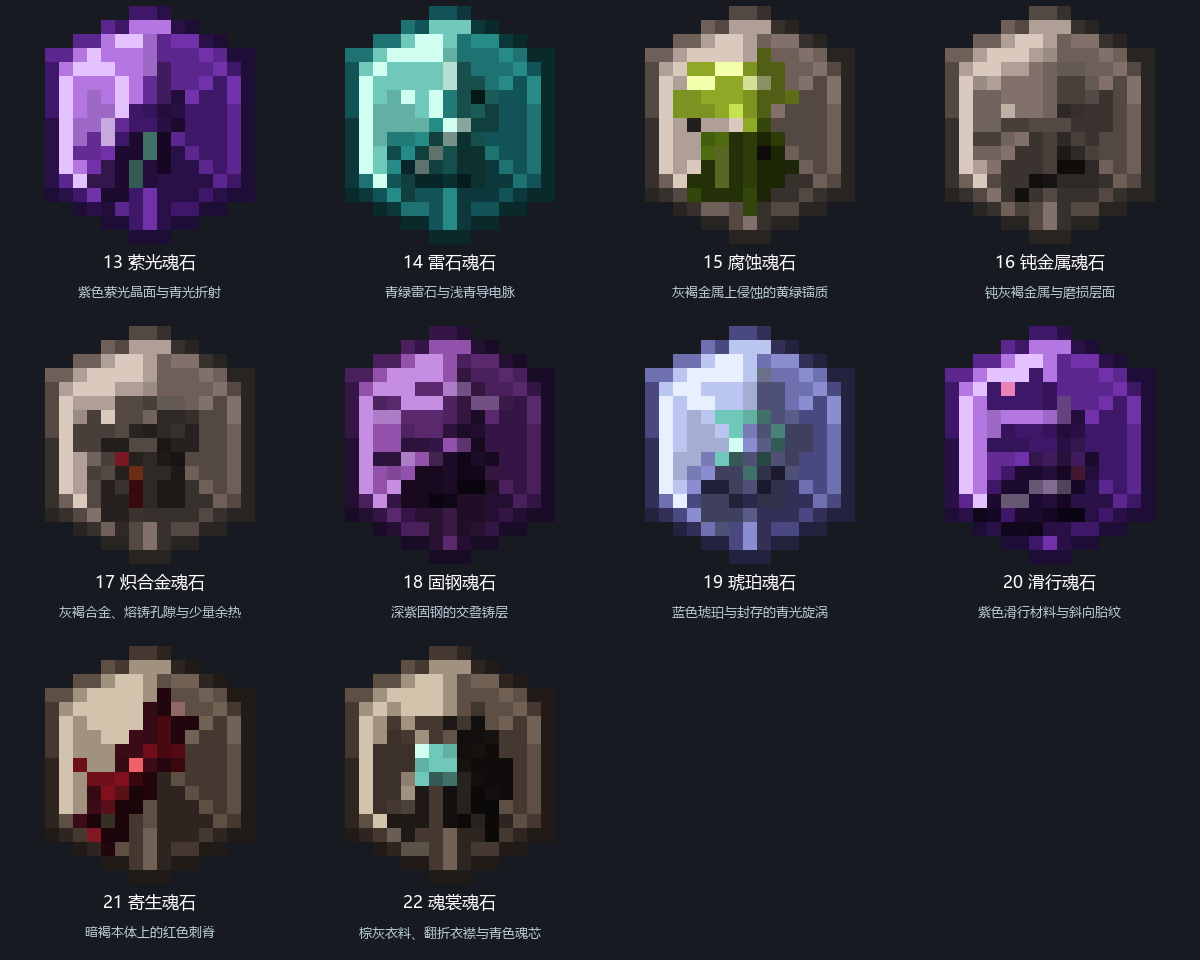 13 萦光魂石
14 雷石魂石
15 腐蚀魂石
16 钝金属魂石
紫色萦光晶面与青光折射
青绿雷石与浅青导电脉
灰褐金属上侵蚀的黄绿镭质
钝灰褐金属与磨损层面
17 炽合金魂石
18 固钢魂石
19 琥珀魂石
20 滑行魂石
灰褐合金、熔铸孔隙与少量余热
深紫固钢的交叠铸层
蓝色琥珀与封存的青光旋涡
紫色滑行材料与斜向胎纹
21 寄生魂石
22 魂裳魂石
暗褐本体上的红色刺脊
棕灰衣料、翻折衣襟与青色魂芯